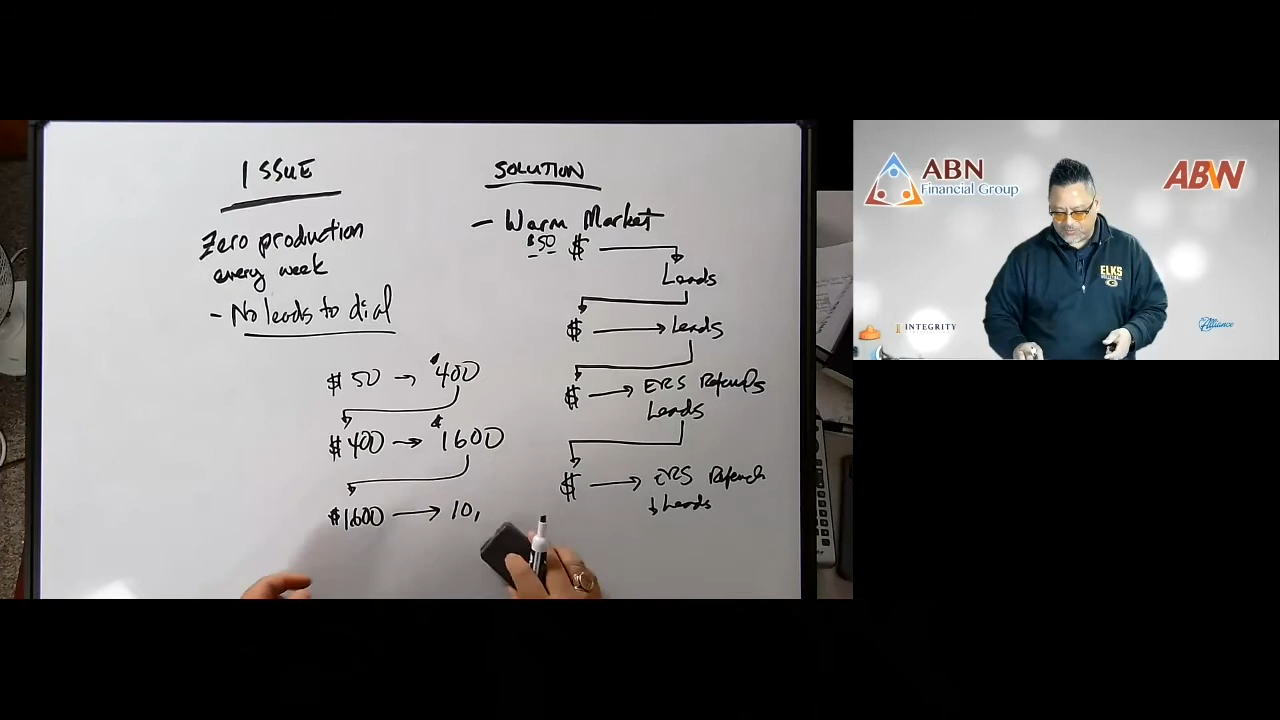 ISSUE
Zero production
every week
- No leads to dial
$50 → $400
$400 → $1600
$1600 → 10,
SOLUTION
- Warm Market
$50 $
Leads
$ → Leads
$ → ERS Refunds
Leads
$ → ERS Refunds
↓ Leads
ABN
Financial Group
ABW
ELKS
G
INTEGRITY
Alliance